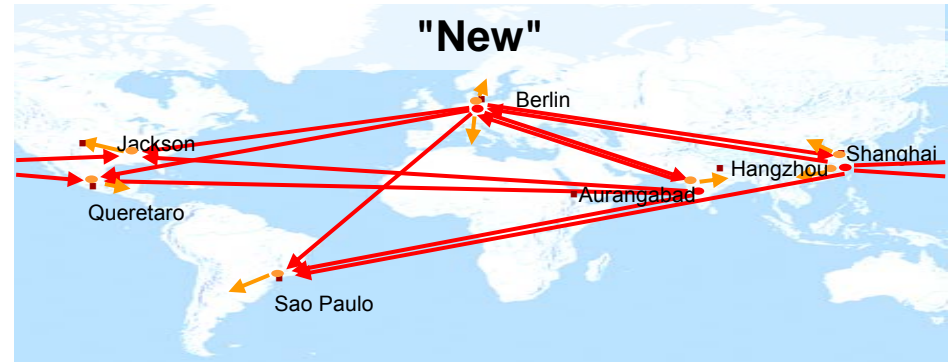 "New"
Berlin
Jackson
Shanghai
Hangzhou
Aurangabad
Queretaro
Sao Paulo